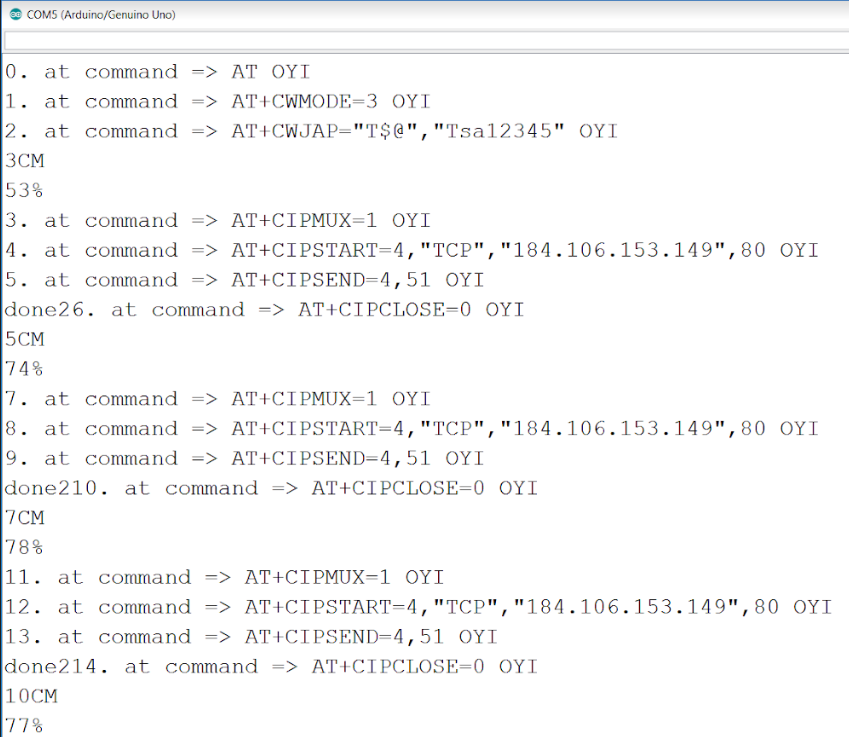 COM5 (Arduino/Genuino Uno)
0. at command => AT OYI
1. at command => AT+CWMODE=3 OYI
2. at command => AT+CWJAP="T$@","Tsa12345" OYI
3CM
53%
3. at command => AT+CIPMUX=1 OYI
4. at command => AT+CIPSTART=4,"TCP","184.106.153.149",80 OYI
5. at command => AT+CIPSEND=4,51 OYI
done26. at command => AT+CIPCLOSE=0 OYI
5CM
74%
7. at command => AT+CIPMUX=1 OYI
8. at command => AT+CIPSTART=4,"TCP","184.106.153.149",80 OYI
9. at command => AT+CIPSEND=4,51 OYI
done210. at command => AT+CIPCLOSE=0 OYI
7CM
78%
11. at command => AT+CIPMUX=1 OYI
12. at command => AT+CIPSTART=4,"TCP","184.106.153.149",80 OYI
13. at command => AT+CIPSEND=4,51 OYI
done214. at command => AT+CIPCLOSE=0 OYI
10CM
77%